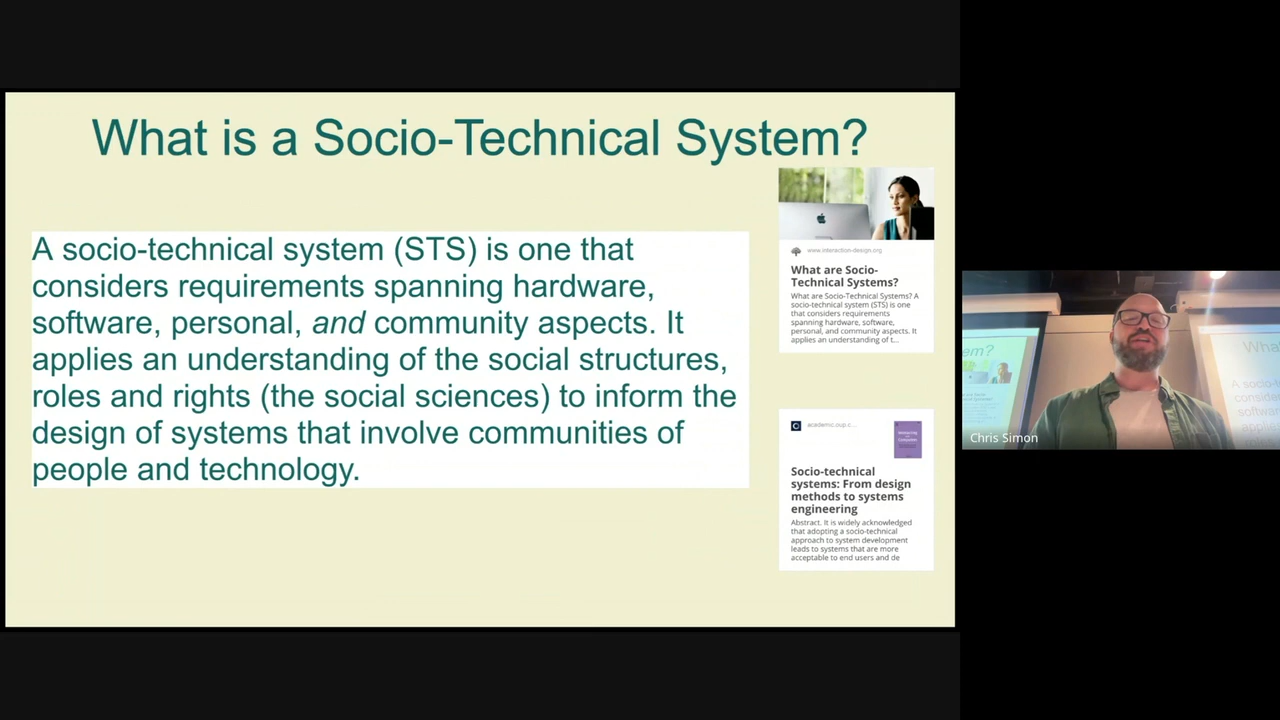 What is a Socio-Technical System?
A socio-technical system (STS) is one that
considers requirements spanning hardware,
software, personal, and community aspects. It
applies an understanding of the social structures,
roles and rights (the social sciences) to inform the
design of systems that involve communities of
people and technology.
www.interaction-design.org
What are Socio-
Technical Systems?
What are Socio-Technical Systems? A
socio-technical system (STS) is one
that considers requirements
spanning hardware, software,
personal, and community aspects. It
applies an understanding of t...
academic.oup.c...
Socio-technical
systems: From design
methods to systems
engineering
Abstract. It is widely acknowledged
that adopting a socio-technical
approach to system development
leads to systems that are more
acceptable to end users and de
Chris Simon